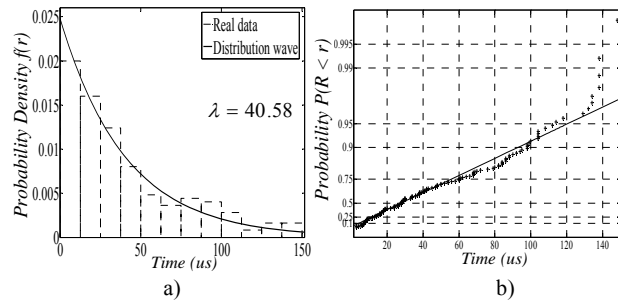 a)
0.025
0.02
0.015
0.01
0.005
0
Probability Density f(r)
Real data
Distribution wave
λ = 40.58
0 50 100 150
Time (us)
a)
b)
0.995
0.99
0.95
0.9
0.75
0.5
0.25
0.1
Probability P(R < r)
20 40 60 80 100 120 140
Time (us)
b)